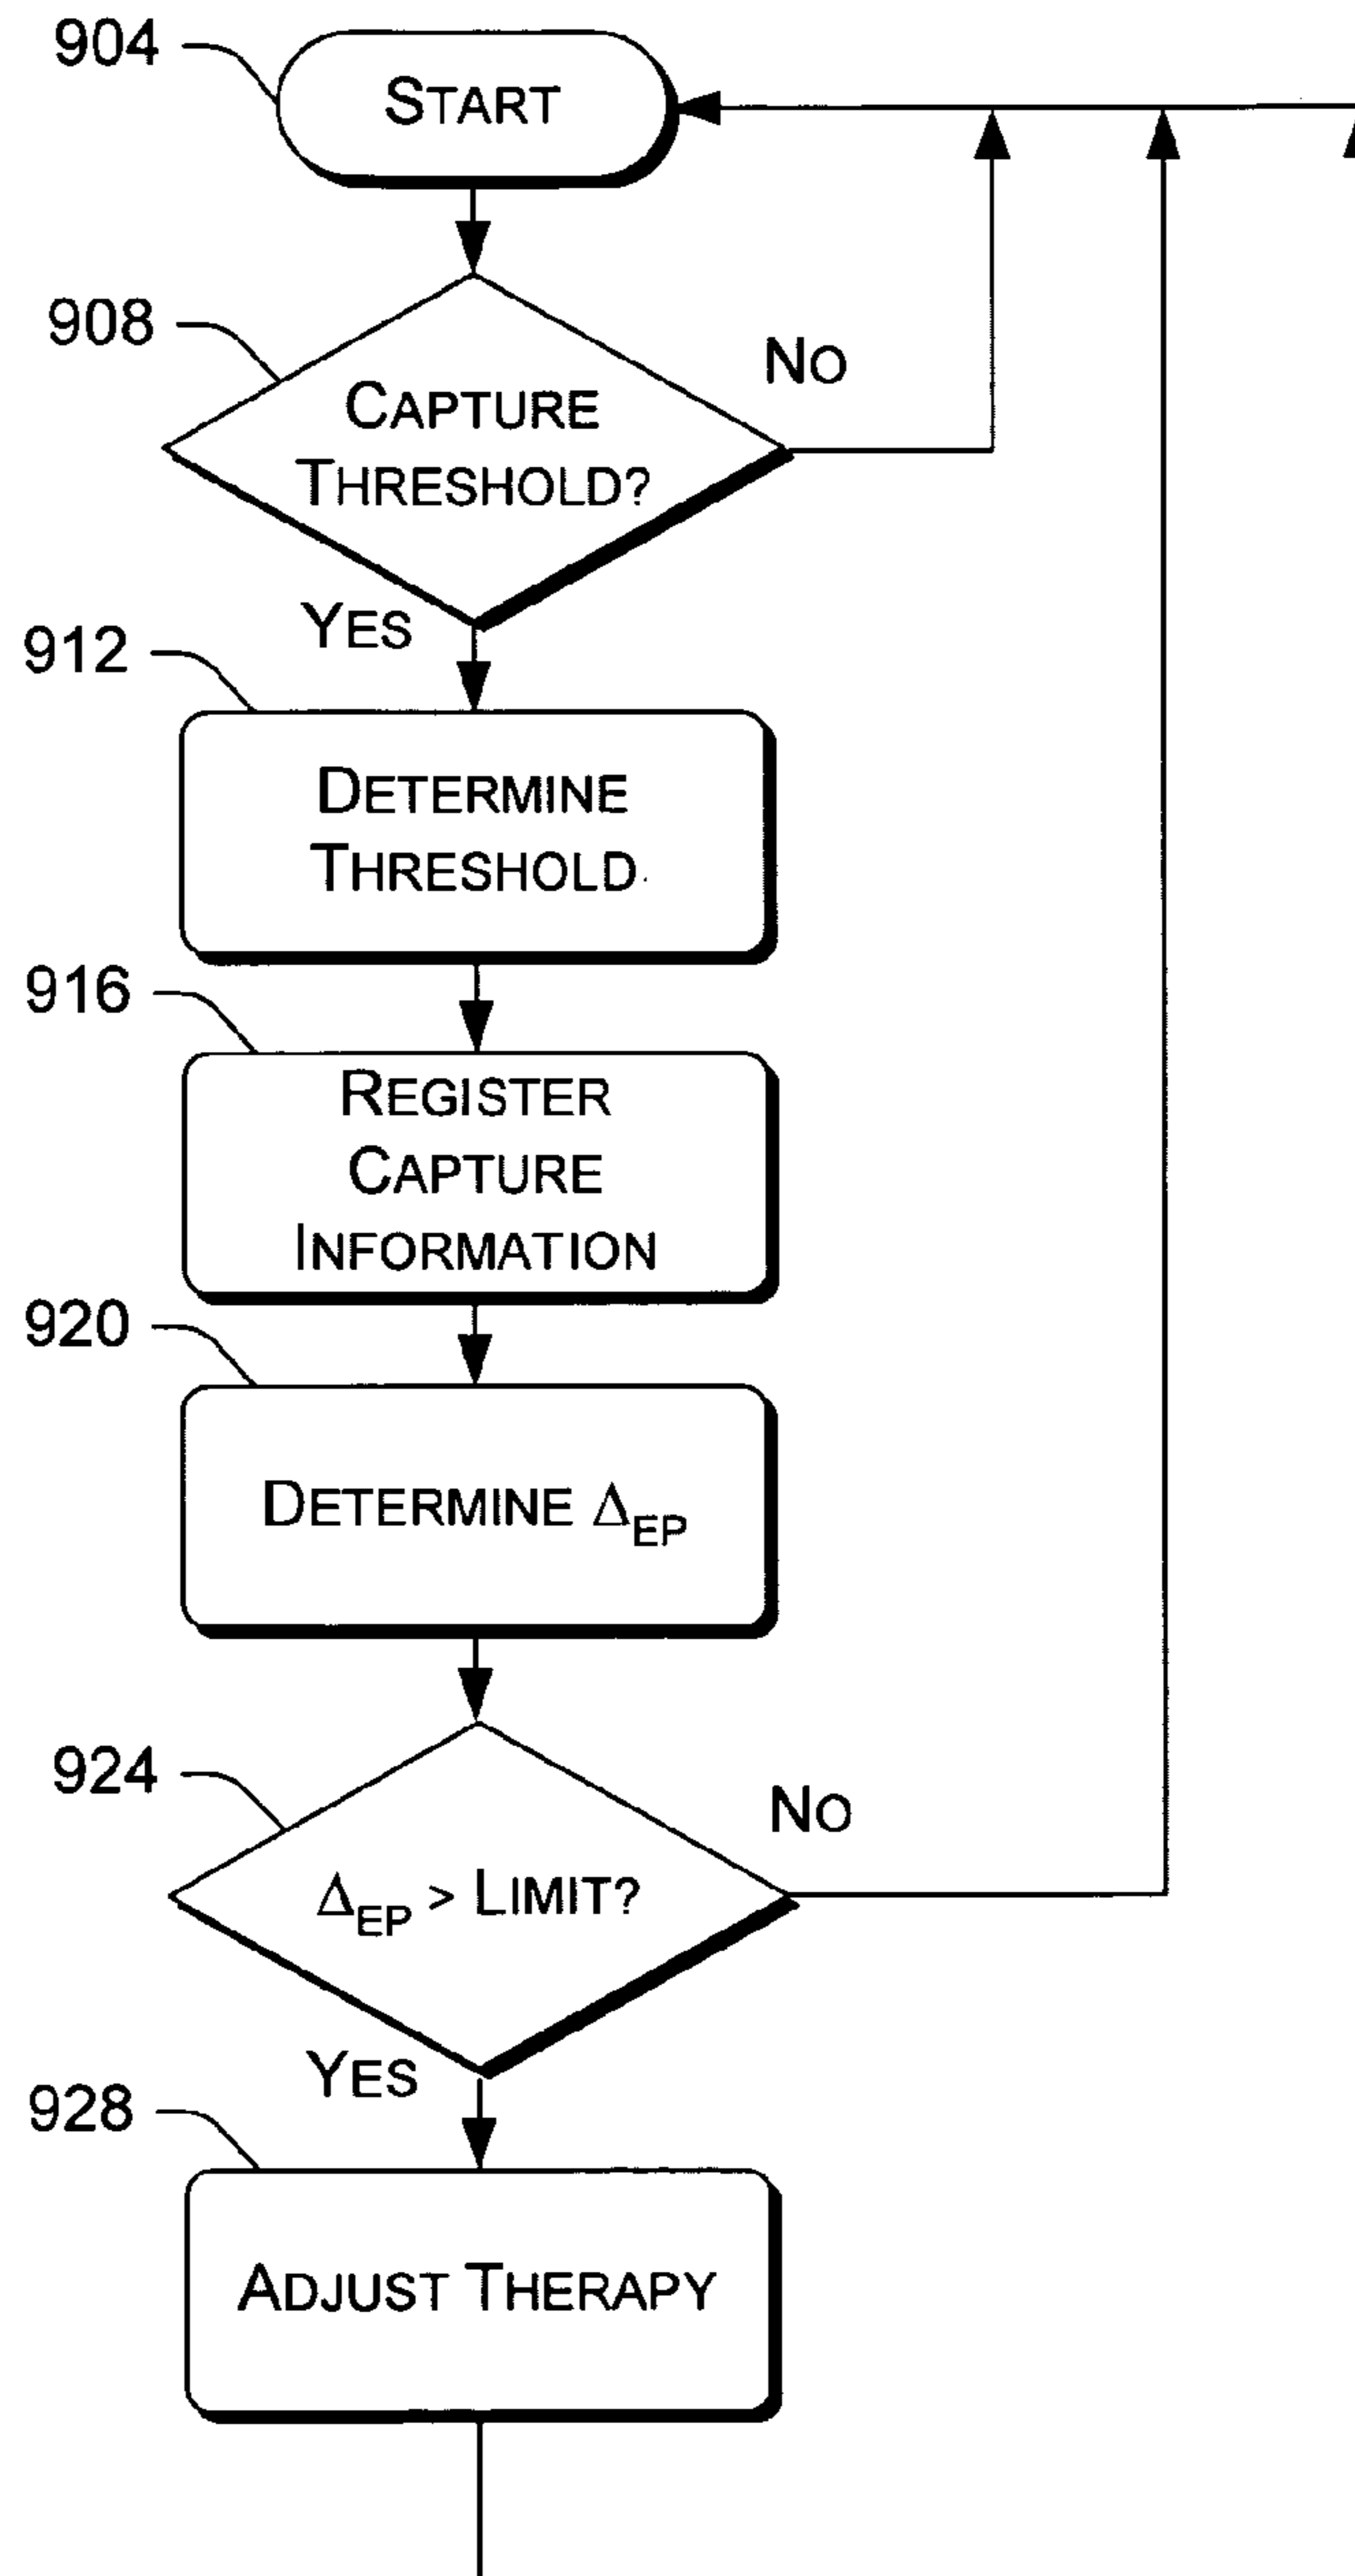 904
START
908
CAPTURE
THRESHOLD?
NO
YES
912
DETERMINE
THRESHOLD
916
REGISTER
CAPTURE
INFORMATION
920
DETERMINE ΔEP
924
ΔEP > LIMIT?
NO
YES
928
ADJUST THERAPY